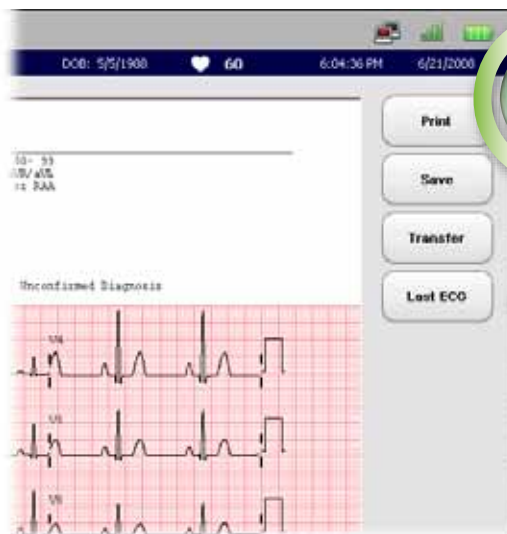 DOB: 5/5/1988 60 6:04:36 PM 6/21/2008
Print
Save
Transfer
Last ECG
Unconfirmed Diagnosis
V4
V5
V6